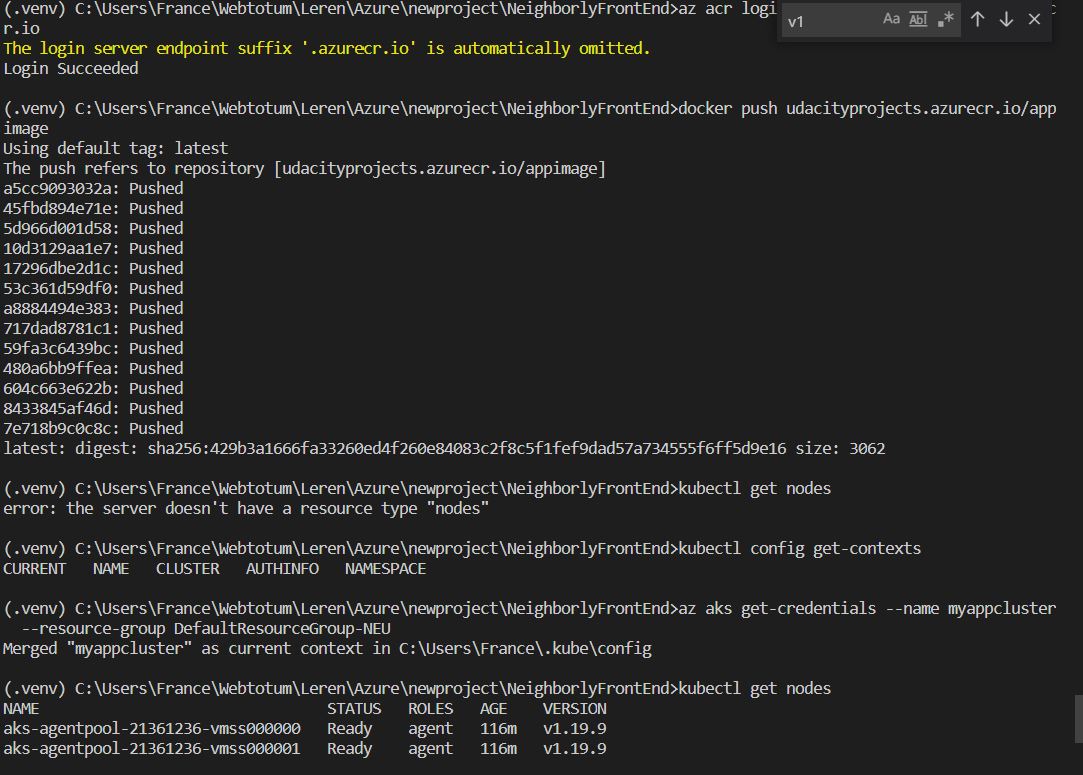 (.venv) C:\Users\France\Webtotum\Leren\Azure\newproject\NeighborlyFrontEnd>az acr logi
v1
Aa Abl .*
r.io
The login server endpoint suffix '.azurecr.io' is automatically omitted.
Login Succeeded
(.venv) C:\Users\France\Webtotum\Leren\Azure\newproject\NeighborlyFrontEnd>docker push udacityprojects.azurecr.io/app
image
Using default tag: latest
The push refers to repository [udacityprojects.azurecr.io/appimage]
a5cc9093032a: Pushed
45fbd894e71e: Pushed
5d966d001d58: Pushed
10d3129aa1e7: Pushed
17296dbe2d1c: Pushed
53c361d59df0: Pushed
a8884494e383: Pushed
717dad8781c1: Pushed
59fa3c6439bc: Pushed
480a6bb9ffea: Pushed
604c663e622b: Pushed
8433845af46d: Pushed
7e718b9c0c8c: Pushed
latest: digest: sha256:429b3a1666fa33260ed4f260e84083c2f8c5f1fef9dad57a734555f6ff5d9e16 size: 3062
(.venv) C:\Users\France\Webtotum\Leren\Azure\newproject\NeighborlyFrontEnd>kubectl get nodes
error: the server doesn't have a resource type "nodes"
(.venv) C:\Users\France\Webtotum\Leren\Azure\newproject\NeighborlyFrontEnd>kubectl config get-contexts
CURRENT NAME CLUSTER AUTHINFO NAMESPACE
(.venv) C:\Users\France\Webtotum\Leren\Azure\newproject\NeighborlyFrontEnd>az aks get-credentials --name myappcluster
--resource-group DefaultResourceGroup-NEU
Merged "myappcluster" as current context in C:\Users\France\.kube\config
(.venv) C:\Users\France\Webtotum\Leren\Azure\newproject\NeighborlyFrontEnd>kubectl get nodes
NAME STATUS ROLES AGE VERSION
aks-agentpool-21361236-vmss000000 Ready agent 116m v1.19.9
aks-agentpool-21361236-vmss000001 Ready agent 116m v1.19.9